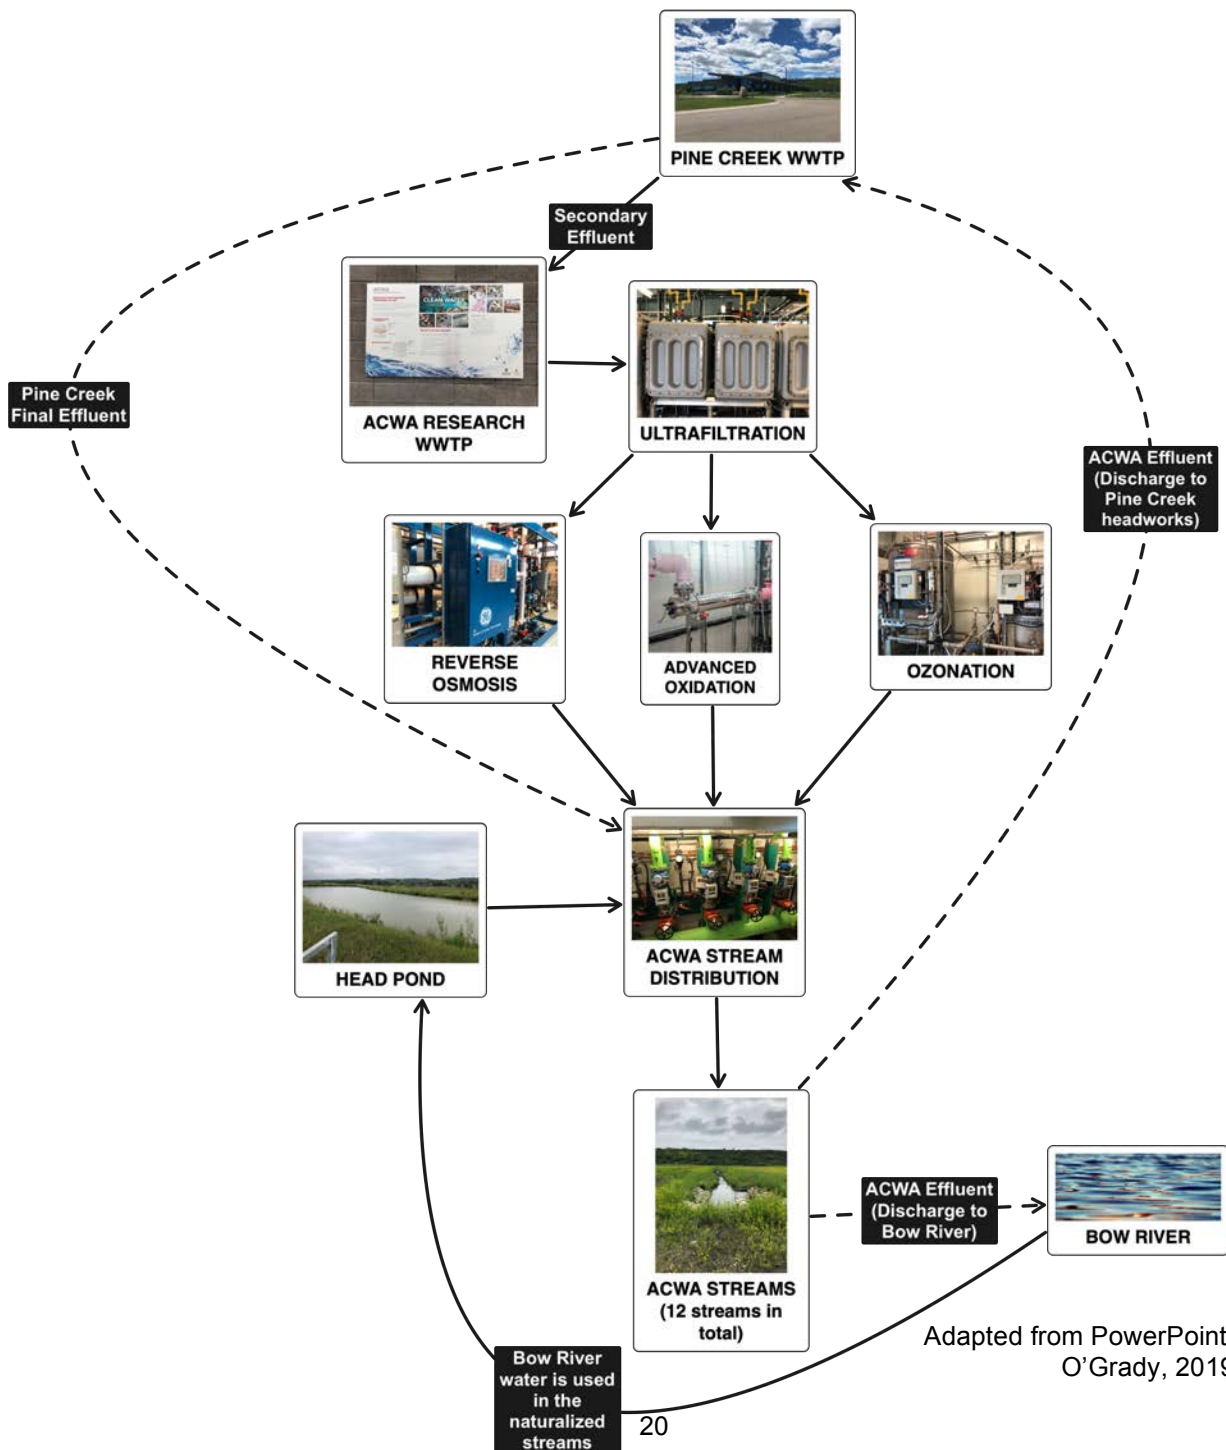 PINE CREEK WWTP
Secondary
Effluent
CLEAN WATER
Pine Creek
Final Effluent
ACWA RESEARCH
WWTP
ULTRAFILTRATION
ACWA Effluent
(Discharge to
Pine Creek
headworks)
REVERSE
OSMOSIS
ADVANCED
OXIDATION
OZONATION
HEAD POND
ACWA STREAM
DISTRIBUTION
ACWA Effluent
(Discharge to
Bow River)
BOW RIVER
ACWA STREAMS
(12 streams in
total)
Adapted from PowerPoint
O'Grady, 2019
Bow River
water is used
in the
naturalized
streams
20